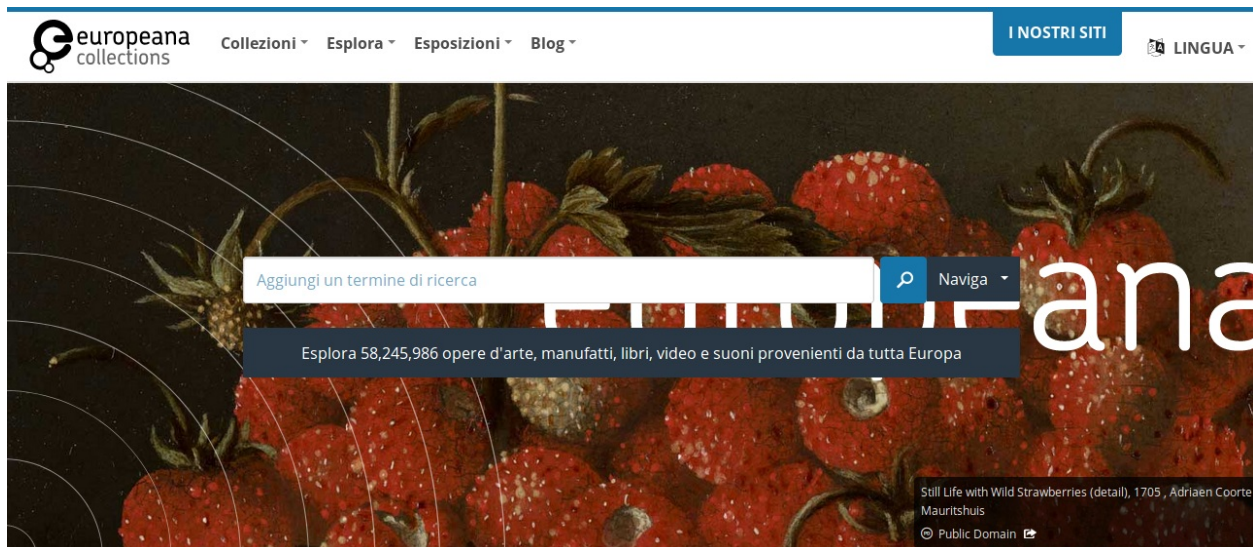 europeana
collections
Collezioni
Esplora
Esposizioni
Blog
I NOSTRI SITI
LINGUA
Aggiungi un termine di ricerca
Naviga
europeana
Esplora 58,245,986 opere d'arte, manufatti, libri, video e suoni provenienti da tutta Europa
Still Life with Wild Strawberries (detail), 1705 , Adriaen Coorte
Mauritshuis
Public Domain